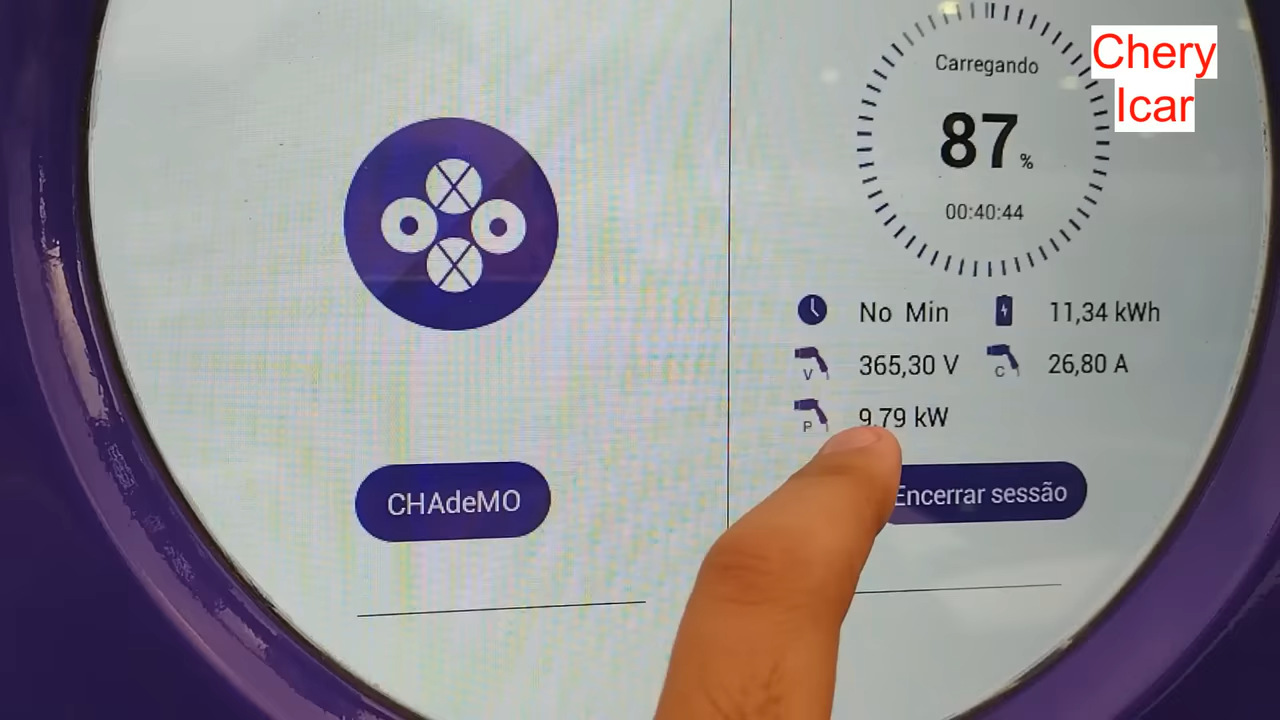 Chery
Icar
Carregando
87%
00:40:44
No Min
11,34 kWh
V
365,30 V
C
26,80 A
P
9,79 kW
CHAdeMO
Encerrar sessão